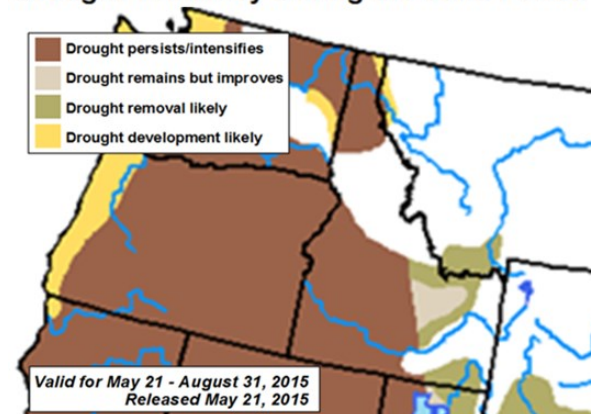 Drought persists/intensifies
Drought remains but improves
Drought removal likely
Drought development likely
Valid for May 21 - August 31, 2015
Released May 21, 2015